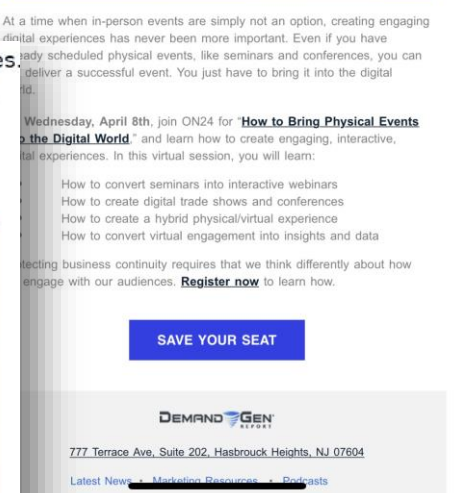 At a time when in-person events are simply not an option, creating engaging
digital experiences has never been more important. Even if you have
eady scheduled physical events, like seminars and conferences, you can
es.
deliver a successful event. You just have to bring it into the digital
ld.
Wednesday, April 8th, join ON24 for "How to Bring Physical Events
the Digital World," and learn how to create engaging, interactive,
tal experiences. In this virtual session, you will learn:
How to convert seminars into interactive webinars
How to create digital trade shows and conferences
How to create a hybrid physical/virtual experience
How to convert virtual engagement into insights and data
tecting business continuity requires that we think differently about how
engage with our audiences. Register now to learn how.
SAVE YOUR SEAT
DEMAND GEN
REPORT
777 Terrace Ave, Suite 202, Hasbrouck Heights, NJ 07604
Latest News • Marketing Resources • Podcasts